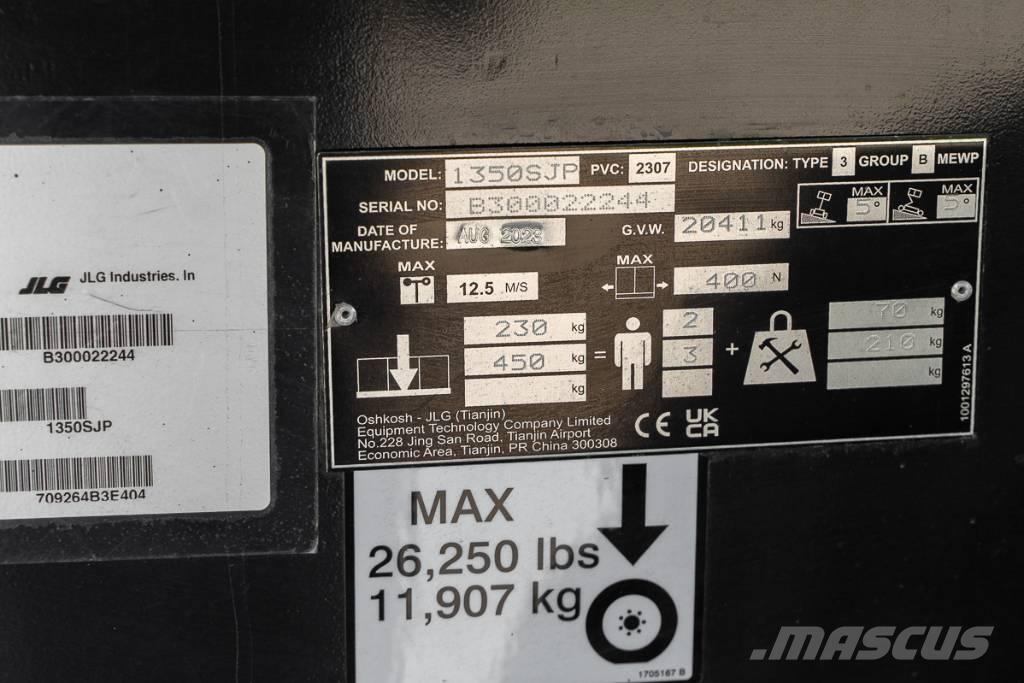 JLG JLG Industries. In
B300022244
1350SJP
709264B3E404
MODEL: 1350SJP PVC: 2307 DESIGNATION: TYPE 3 GROUP B MEWP
SERIAL NO: B300022244
MAX 5° MAX 5°
DATE OF
MANUFACTURE: AUG 2023 G.V.W. 20411 kg
MAX 12.5 M/S MAX 400 N
230 kg 2 70 kg
450 kg = 3 + 210 kg
kg kg
Oshkosh - JLG (Tianjin)
Equipment Technology Company Limited
No.228 Jing San Road, Tianjin Airport
Economic Area, Tianjin, PR China 300308
CE UK
CA
1001297613 A
MAX
26,250 lbs
11,907 kg
1705167 B
.MASCUS